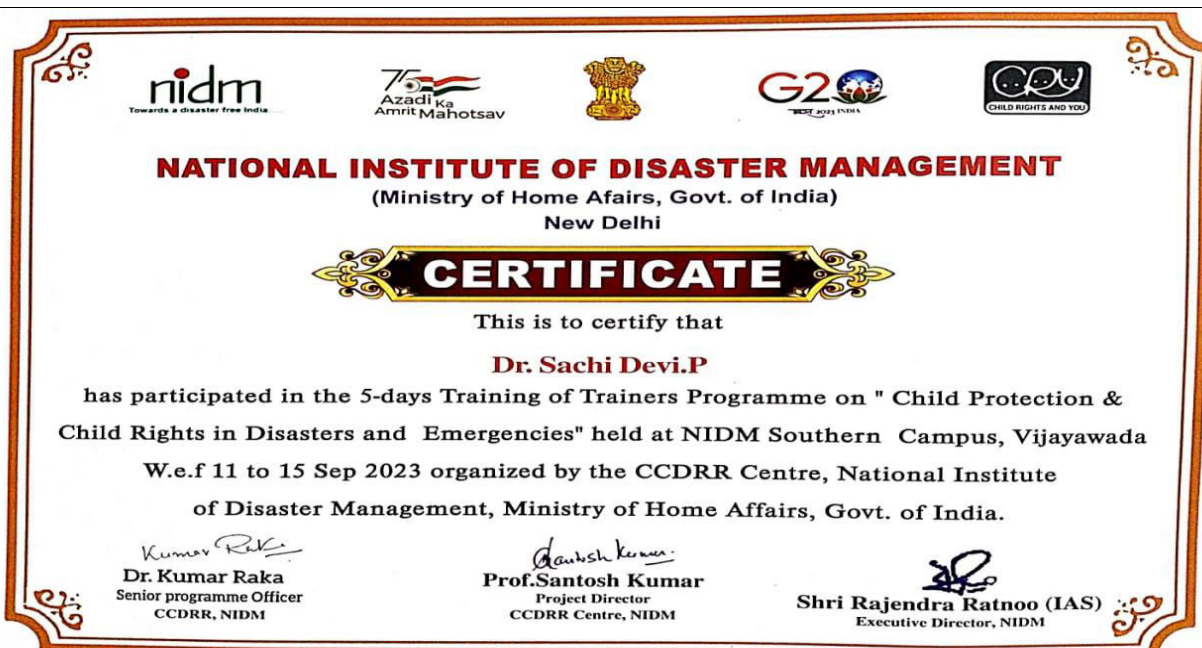 nidm
Towards a disaster free India
75
Azadi Ka
Amrit Mahotsav
G20
भारत 2023 INDIA
CRY
CHILD RIGHTS AND YOU
NATIONAL INSTITUTE OF DISASTER MANAGEMENT
(Ministry of Home Afairs, Govt. of India)
New Delhi
CERTIFICATE
This is to certify that
Dr. Sachi Devi.P
has participated in the 5-days Training of Trainers Programme on " Child Protection &
Child Rights in Disasters and Emergencies" held at NIDM Southern Campus, Vijayawada
W.e.f 11 to 15 Sep 2023 organized by the CCDRR Centre, National Institute
of Disaster Management, Ministry of Home Affairs, Govt. of India.
Kumar Raka
Santosh Kumar
Dr. Kumar Raka
Senior programme Officer
CCDRR, NIDM
Prof.Santosh Kumar
Project Director
CCDRR Centre, NIDM
Shri Rajendra Ratnoo (IAS)
Executive Director, NIDM